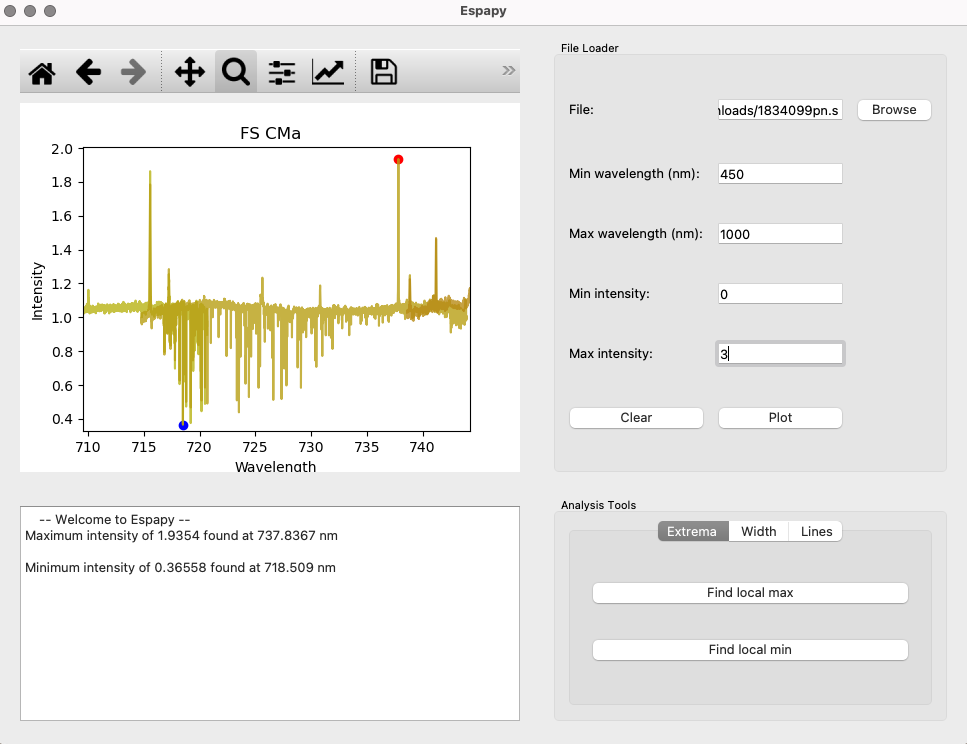 Espapy
FS CMa
Intensity
2.0
1.8
1.6
1.4
1.2
1.0
0.8
0.6
0.4
710 715 720 725 730 735 740
Wavelength
-- Welcome to Espapy --
Maximum intensity of 1.9354 found at 737.8367 nm
Minimum intensity of 0.36558 found at 718.509 nm
File Loader
File: loads/1834099pn.s Browse
Min wavelength (nm): 450
Max wavelength (nm): 1000
Min intensity: 0
Max intensity: 3
Clear Plot
Analysis Tools
Extrema Width Lines
Find local max
Find local min